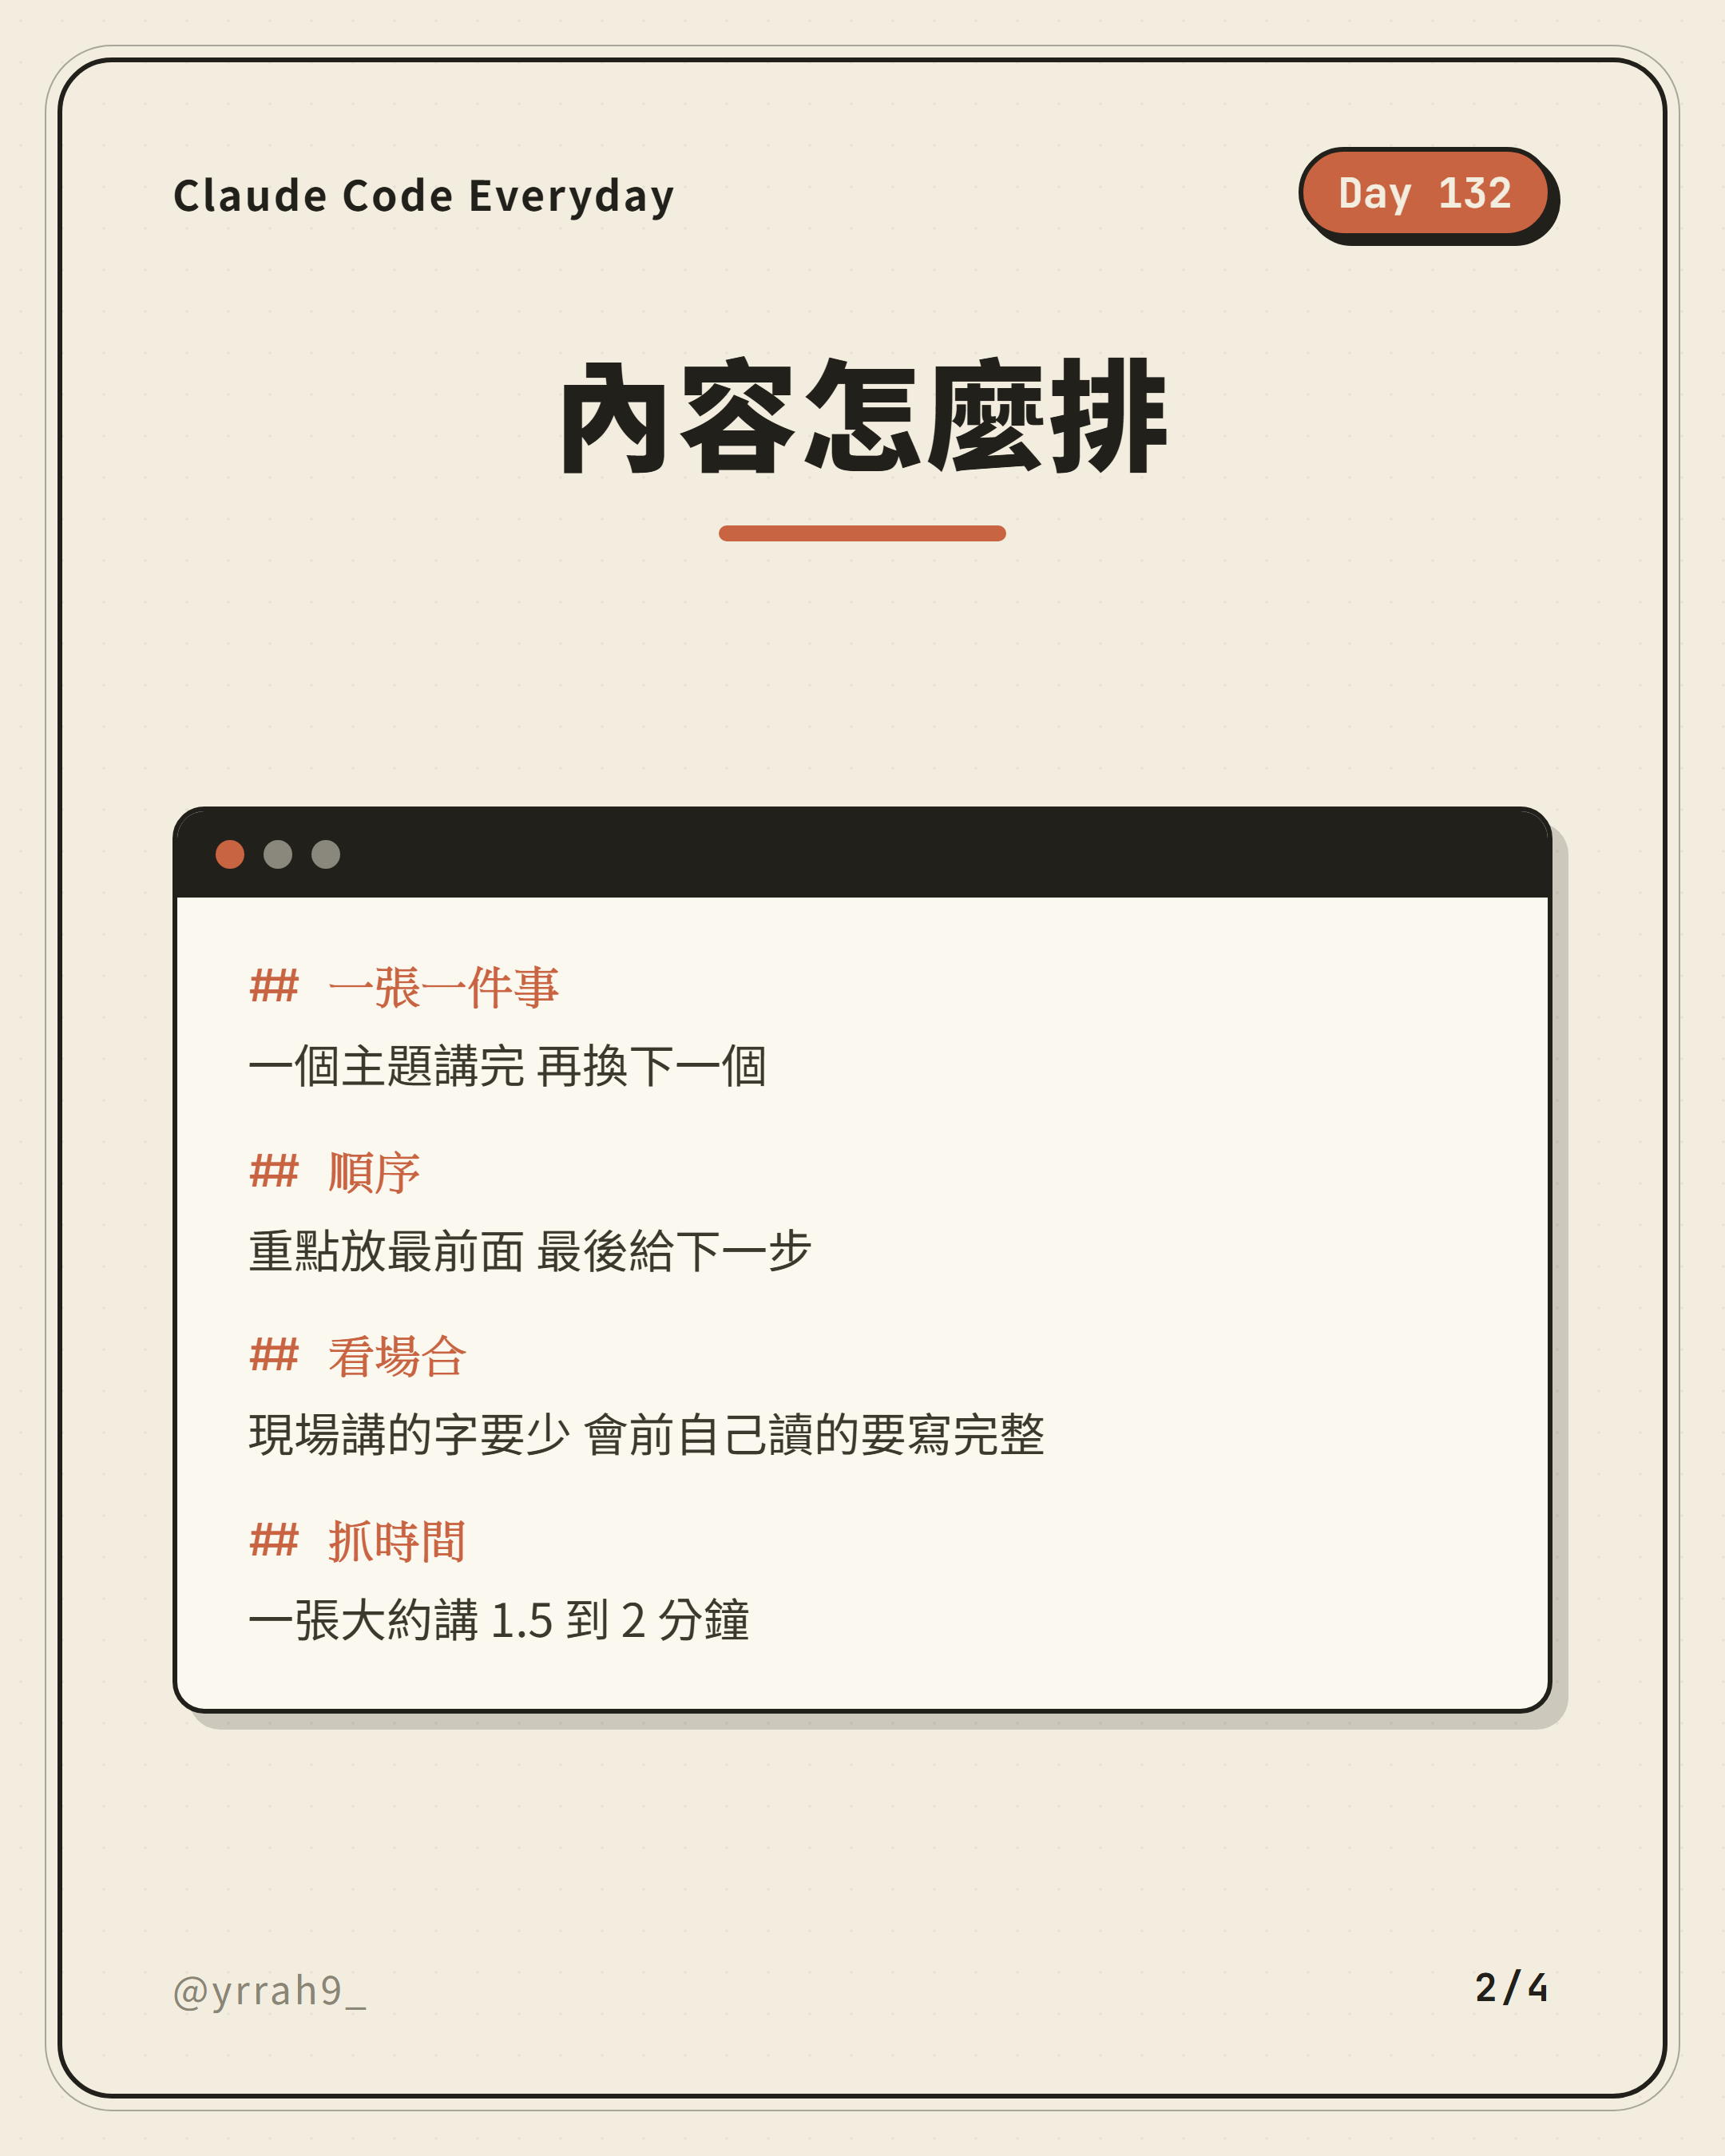 Claude Code Everyday
Day 132
內容怎麼排
## 一張一件事
一個主題講完 再換下一個
## 順序
重點放最前面 最後給下一步
## 看場合
現場講的字要少 會前自己讀的要寫完整
## 抓時間
一張大約講 1.5 到 2 分鐘
@yrrah9_
2/4